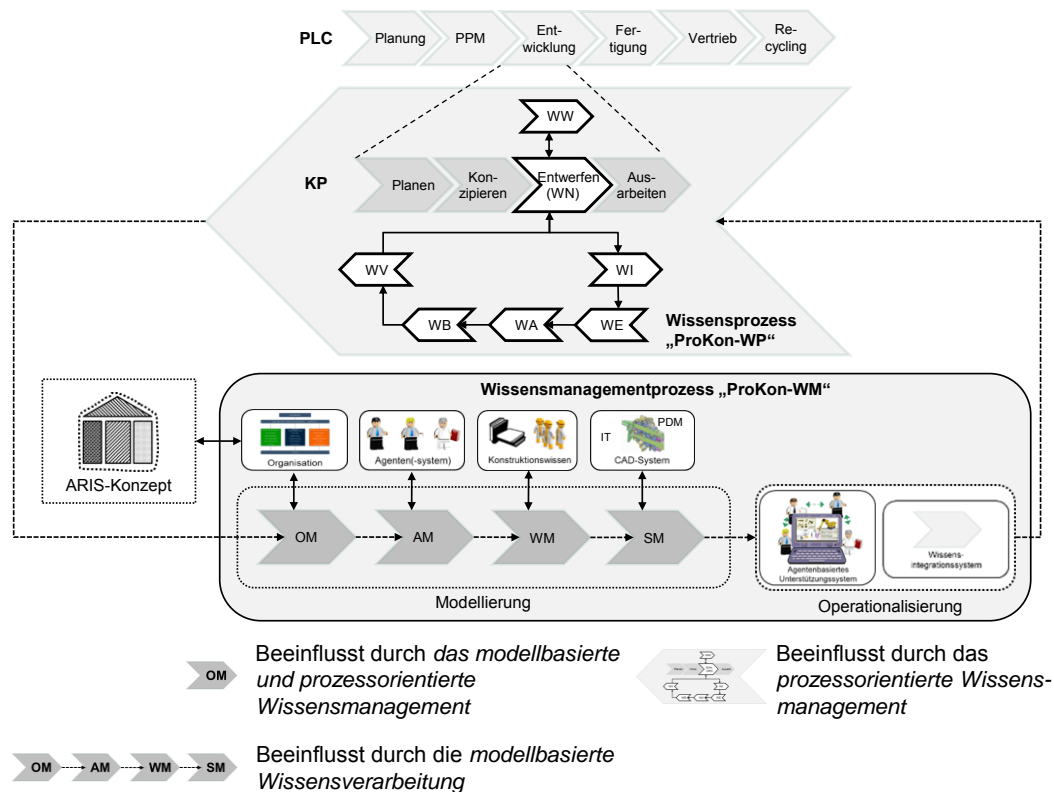 PLC
Planung
PPM
Ent-
wicklung
Fer-
tigung
Vertrieb
Re-
cycling
WW
KP
Planen
Kon-
zipieren
Entwerfen
(WN)
Aus-
arbeiten
WV
WI
WB
WA
WE
Wissensprozess
„ProKon-WP“
Wissensmanagementprozess „ProKon-WM“
ARIS-Konzept
Organisation
Agenten(-system)
Konstruktionswissen
IT
PDM
CAD-System
OM
AM
WM
SM
Modellierung
Agentenbasiertes
Unterstützungssystem
Wissens-
integrationssystem
Operationalisierung
OM
Beeinflusst durch das modellbasierte
und prozessorientierte
Wissensmanagement
Beeinflusst durch das
prozessorientierte Wissens-
management
OM
AM
WM
SM
Beeinflusst durch die modellbasierte
Wissensverarbeitung